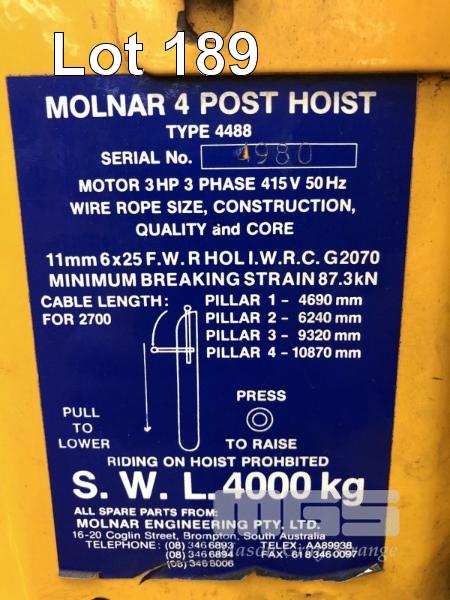 Lot 189
MOLNAR 4 POST HOIST
TYPE 4488
SERIAL No. 4980
MOTOR 3HP 3 PHASE 415V 50Hz
WIRE ROPE SIZE, CONSTRUCTION,
QUALITY and CORE
11mm 6x25 F.W. RHOL I.W.R.C. G2070
MINIMUM BREAKING STRAIN 87.3kN
CABLE LENGTH:
FOR 2700
PILLAR 1 - 4690 mm
PILLAR 2 - 6240 mm
PILLAR 3 - 9320 mm
PILLAR 4 - 10870 mm
PULL
TO
LOWER
PRESS
TO RAISE
RIDING ON HOIST PROHBITED
S. W. L. 4000 kg
ALL SPARE PARTS FROM:
MOLNAR ENGINEERING PTY. LTD.
16-20 Coglin Street, Brompton, South Australia
TELEPHONE: (08) 346 6893 TELEX: AA89938
(08) 346 6894 FAX 61 8 346 0097
(08) 346 8006
MGS